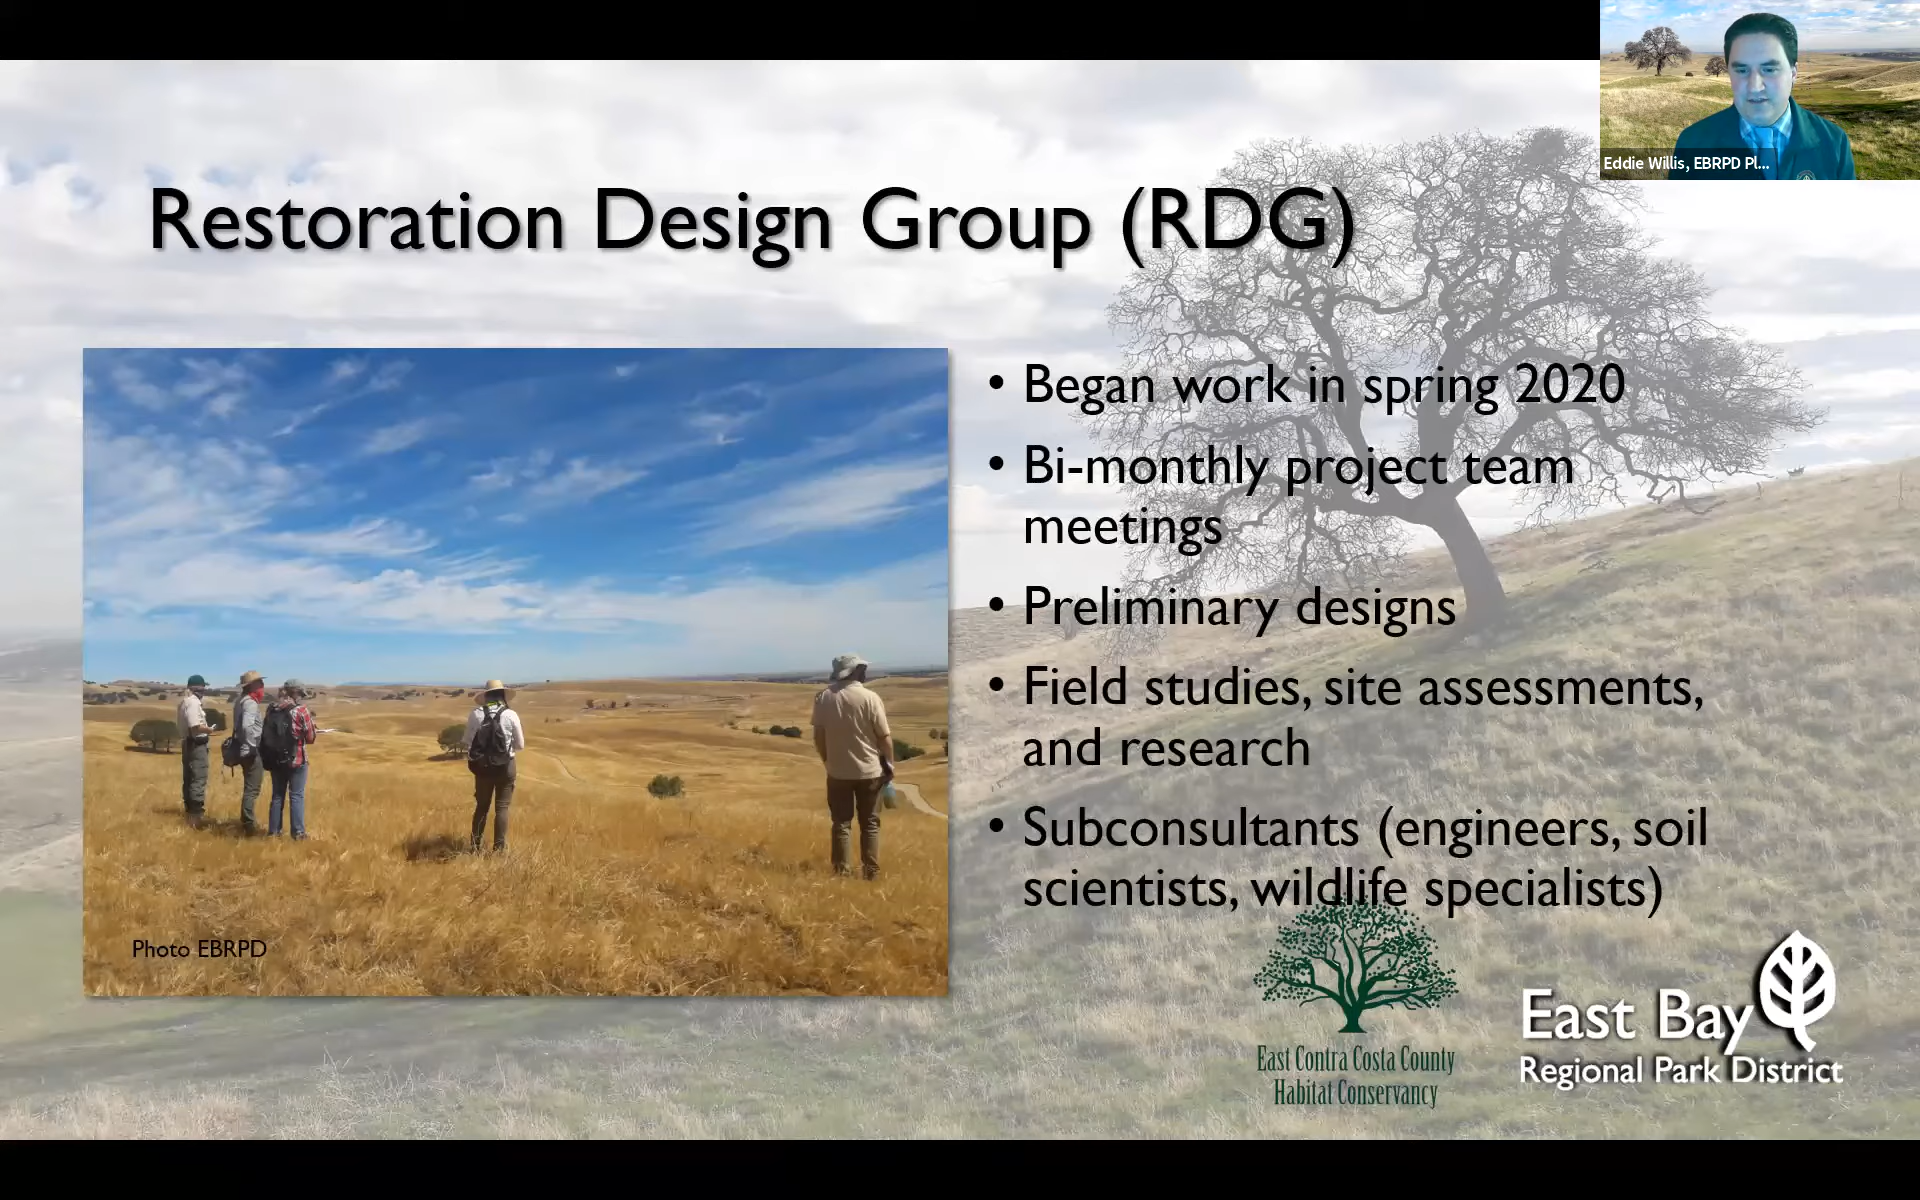 Eddie Willis, EBRPD Pl...
Restoration Design Group (RDG)
• Began work in spring 2020
• Bi-monthly project team
meetings
• Preliminary designs
• Field studies, site assessments,
and research
• Subconsultants (engineers, soil
scientists, wildlife specialists)
Photo EBRPD
East Contra Costa County
Habitat Conservancy
East Bay
Regional Park District